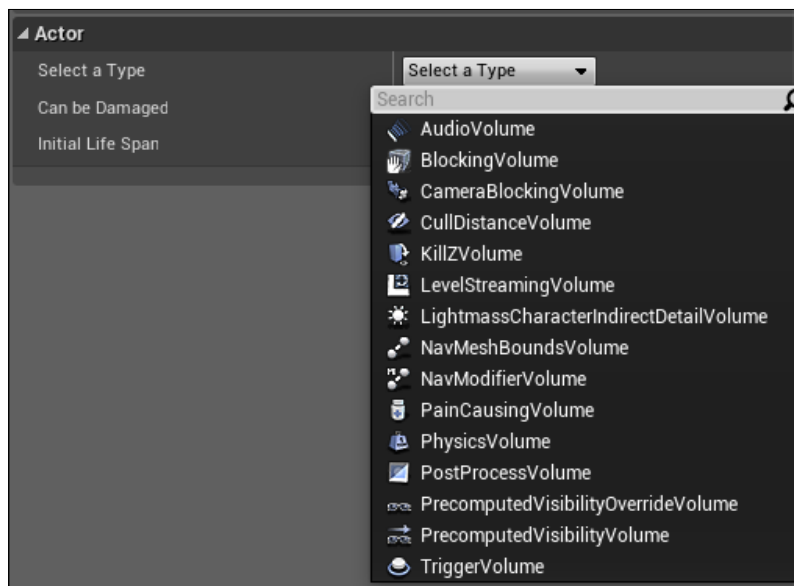 Actor
Select a Type
Select a Type
Search
Can be Damaged
Initial Life Span
AudioVolume
BlockingVolume
CameraBlockingVolume
CullDistanceVolume
KillZVolume
LevelStreamingVolume
LightmassCharacterIndirectDetailVolume
NavMeshBoundsVolume
NavModifierVolume
PainCausingVolume
PhysicsVolume
PostProcessVolume
PrecomputedVisibilityOverrideVolume
PrecomputedVisibilityVolume
TriggerVolume